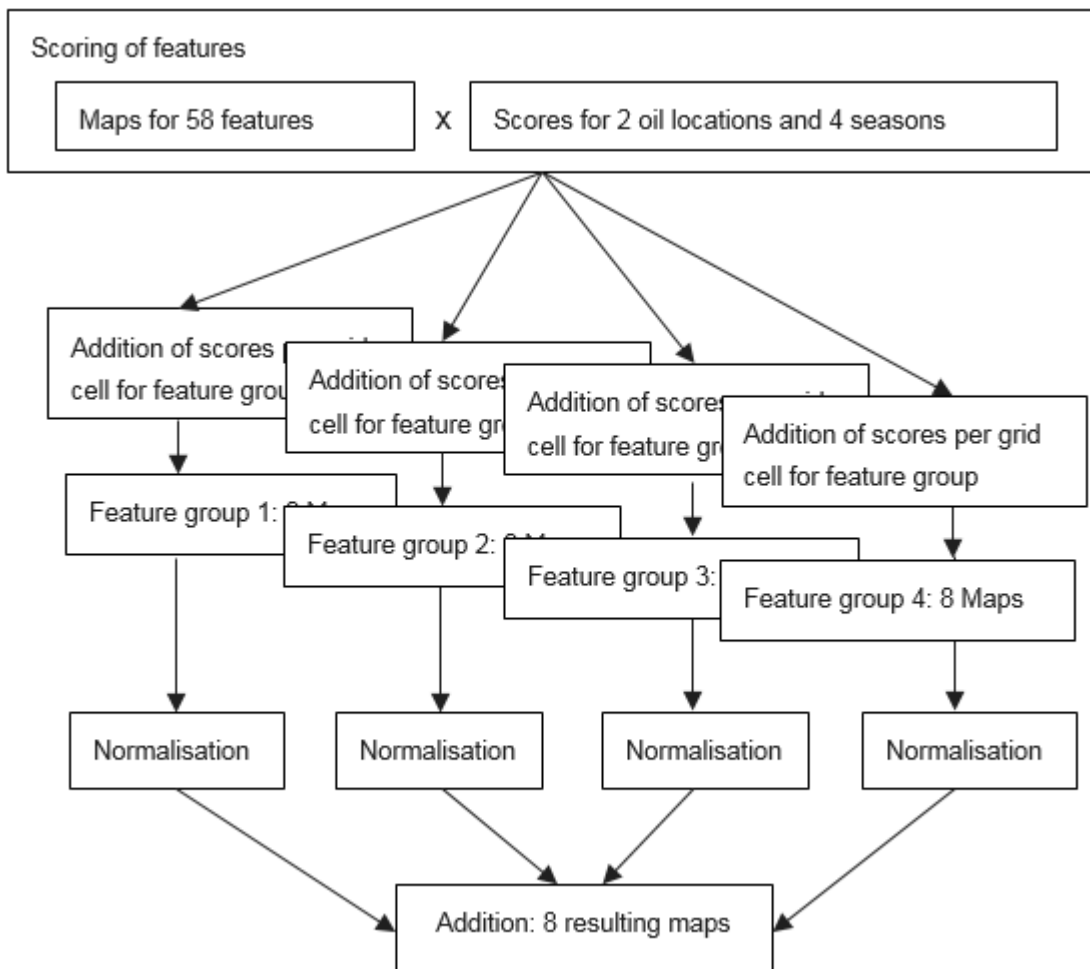 Scoring of features
Maps for 58 features
X
Scores for 2 oil locations and 4 seasons
Addition of scores
cell for feature
Addition of scores
cell for feature
Addition of scores
cell for feature
Addition of scores per grid
cell for feature group
Feature group 1:
Feature group 2:
Feature group 3:
Feature group 4: 8 Maps
Normalisation
Normalisation
Normalisation
Normalisation
Addition: 8 resulting maps